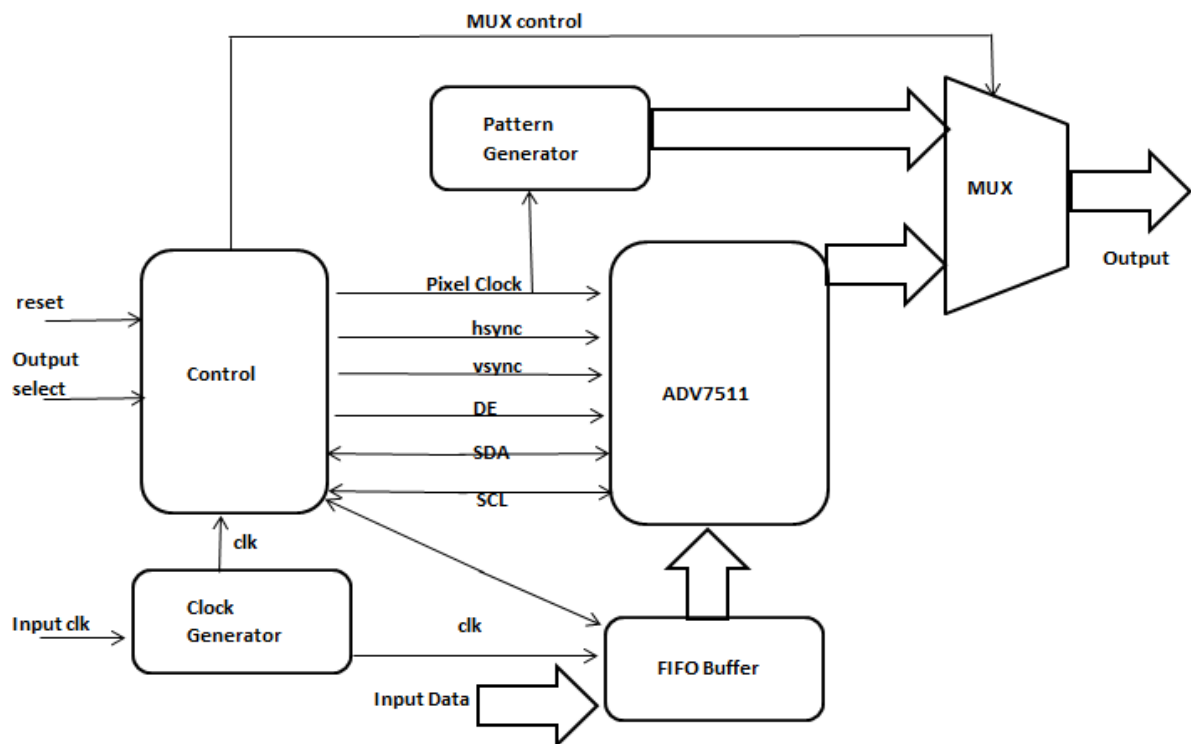 MUX control
Pattern
Generator
MUX
Output
Pixel Clock
reset
hsync
Output
select
vsync
Control
ADV7511
DE
SDA
SCL
clk
Clock
Generator
Input clk
clk
FIFO Buffer
Input Data